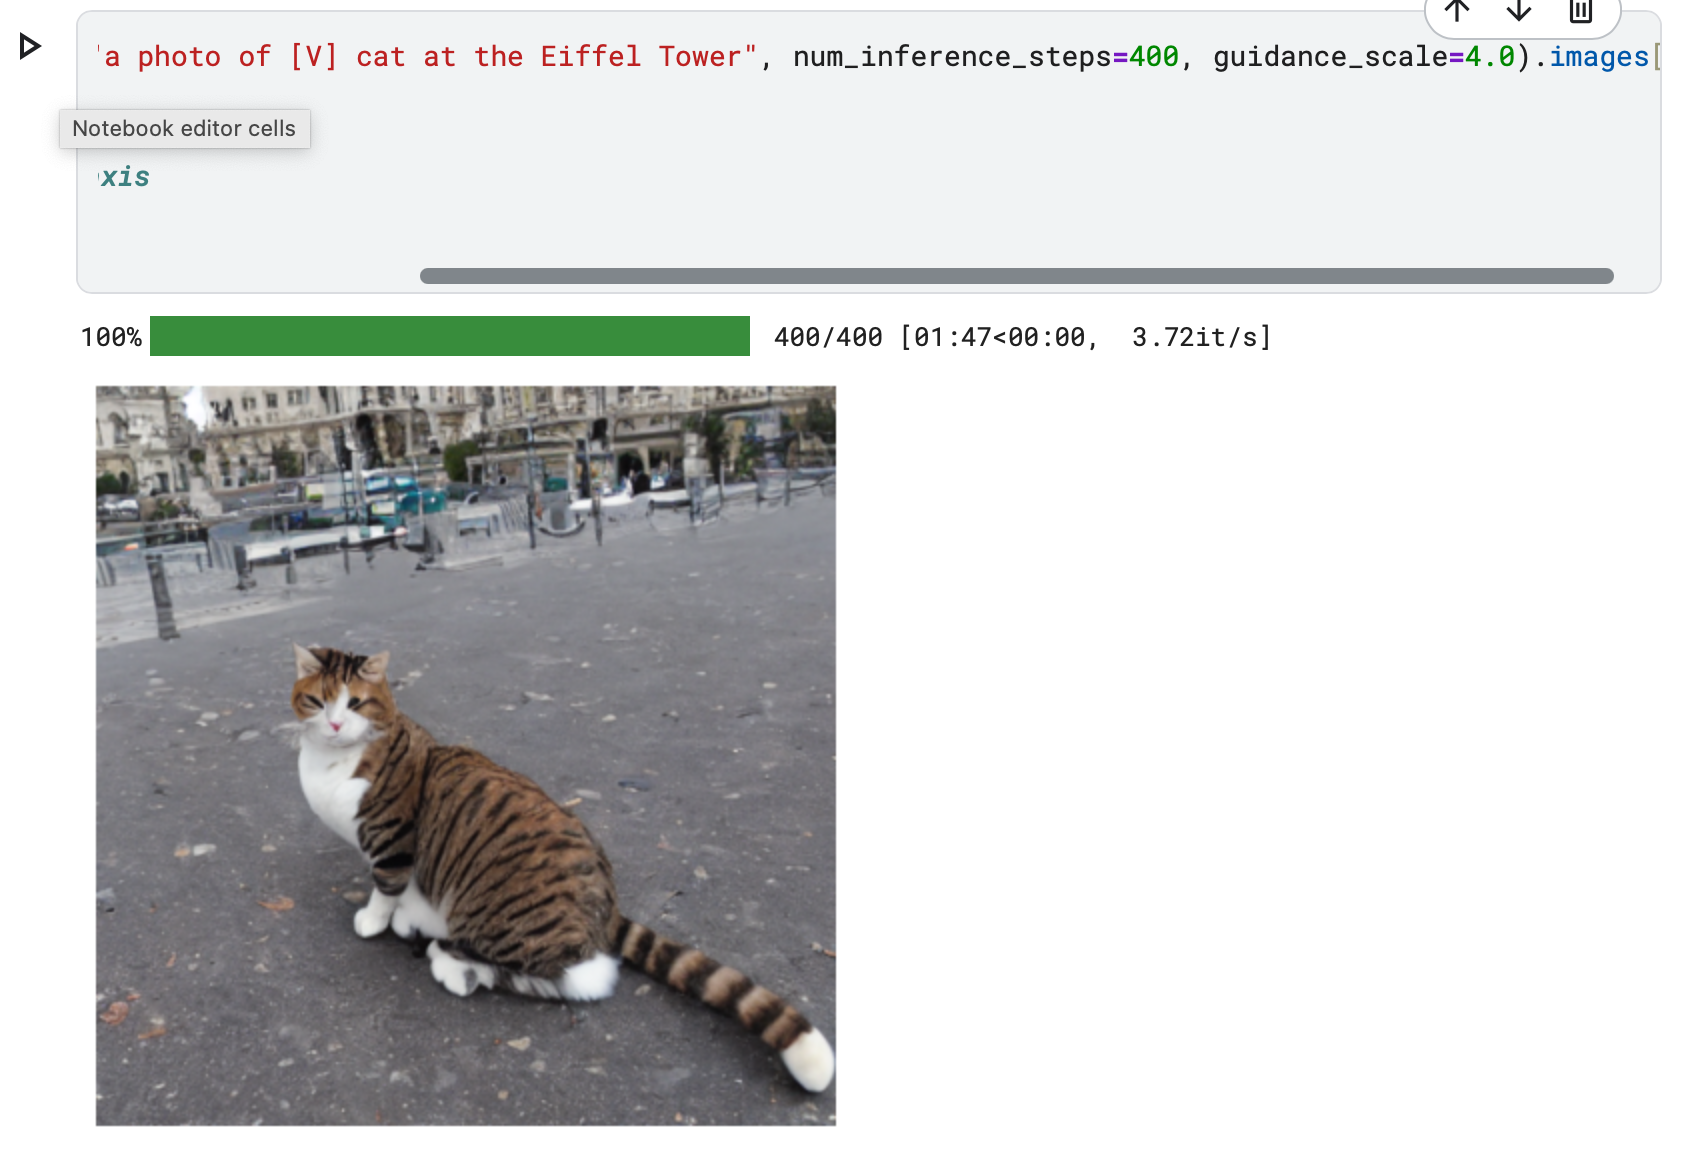 "a photo of [V] cat at the Eiffel Tower", num_inference_steps=400, guidance_scale=4.0).images[
Notebook editor cells
xis
100% 400/400 [01:47<00:00, 3.72it/s]